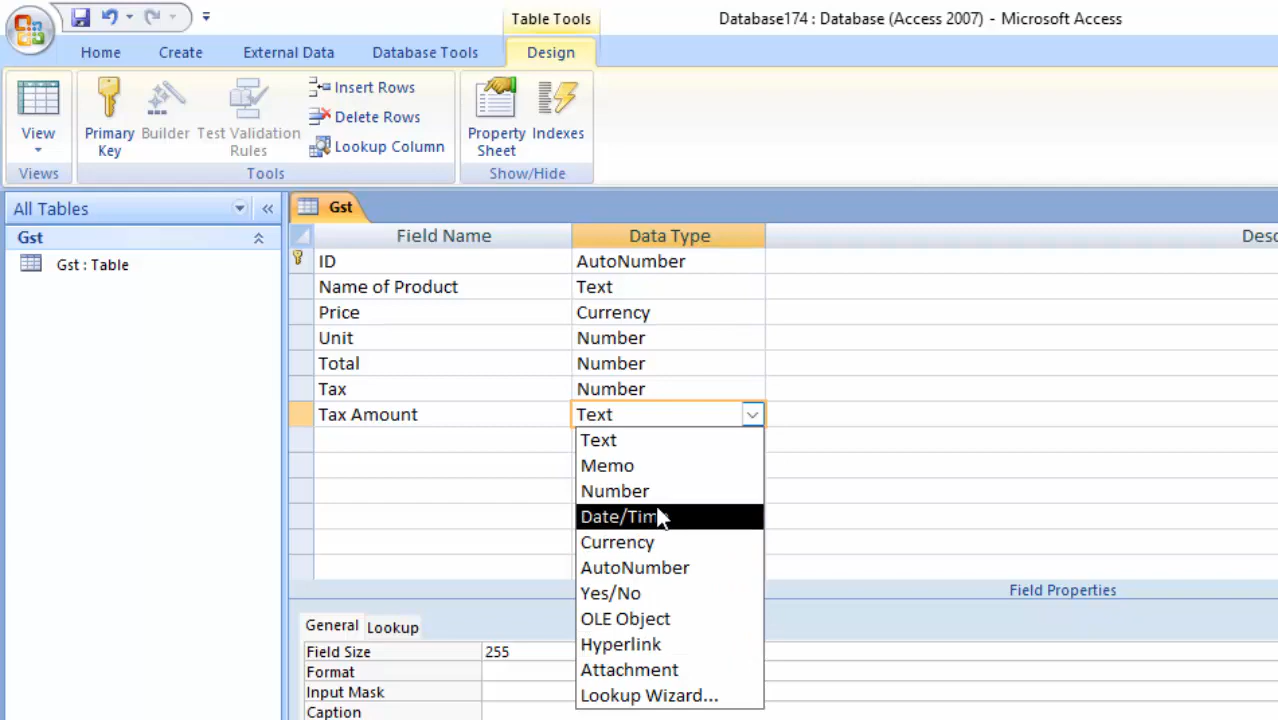 Table Tools
Database174 : Database (Access 2007) - Microsoft Access
Home
Create
External Data
Database Tools
Design
View
Primary Key
Builder
Test Validation Rules
Insert Rows
Delete Rows
Lookup Column
Property Sheet
Indexes
Views
Tools
Show/Hide
All Tables
Gst
Gst : Table
Gst
Field Name
Data Type
ID
AutoNumber
Name of Product
Text
Price
Currency
Unit
Number
Total
Number
Tax
Number
Tax Amount
Text
Text
Memo
Number
Date/Time
Currency
AutoNumber
Yes/No
OLE Object
Hyperlink
Attachment
Lookup Wizard...
Field Properties
General
Lookup
Field Size
255
Format
Input Mask
Caption